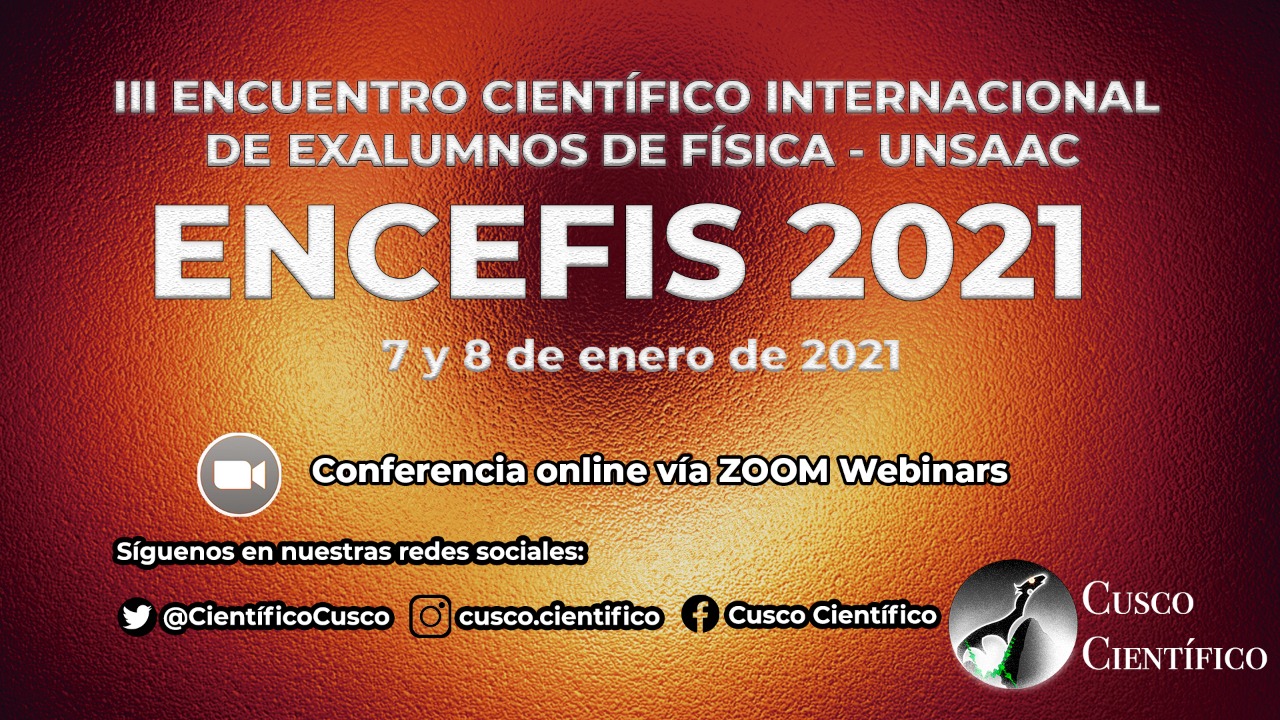 III ENCUENTRO CIENTÍFICO INTERNACIONAL
DE EXALUMNOS DE FÍSICA - UNSAAC
ENCEFIS 2021
7 y 8 de enero de 2021
Conferencia online vía ZOOM Webinars
Síguenos en nuestras redes sociales:
@CientíficoCusco cusco.cientifico Cusco Científico
CUSCO
CIENTÍFICO